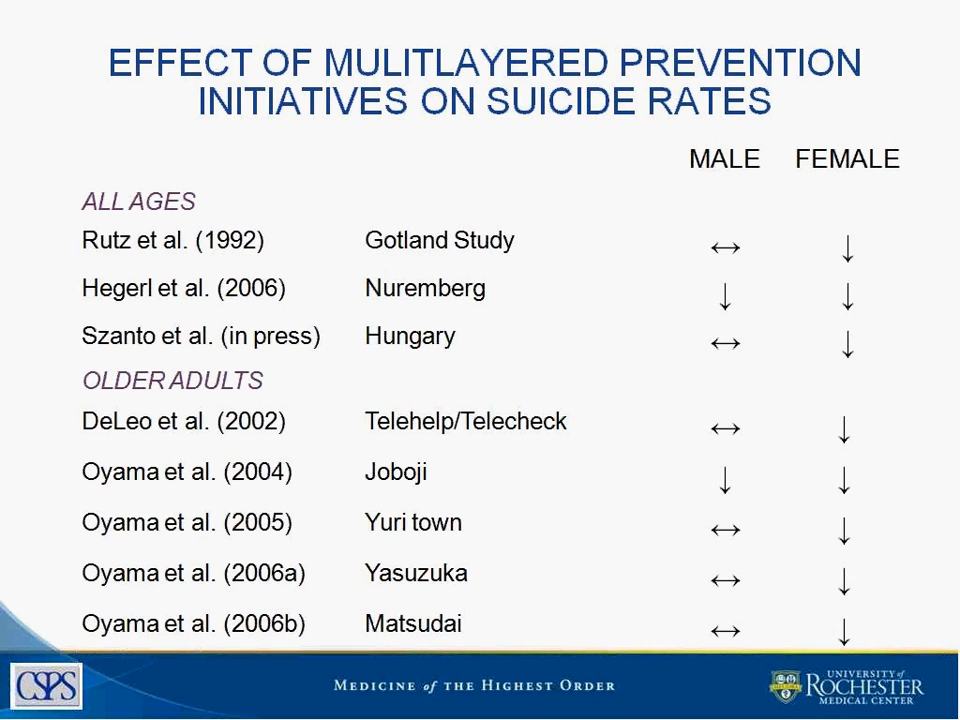 EFFECT OF MULITLAYERED PREVENTION
INITIATIVES ON SUICIDE RATES
MALE FEMALE
ALL AGES
Rutz et al. (1992) Gotland Study ↔ ↓
Hegerl et al. (2006) Nuremberg ↓ ↓
Szanto et al. (in press) Hungary ↔ ↓
OLDER ADULTS
DeLeo et al. (2002) Telehelp/Telecheck ↔ ↓
Oyama et al. (2004) Joboji ↓ ↓
Oyama et al. (2005) Yuri town ↔ ↓
Oyama et al. (2006a) Yasuzuka ↔ ↓
Oyama et al. (2006b) Matsudai ↔ ↓
CSPS
MEDICINE of THE HIGHEST ORDER
UNIVERSITY of
ROCHESTER
MEDICAL CENTER